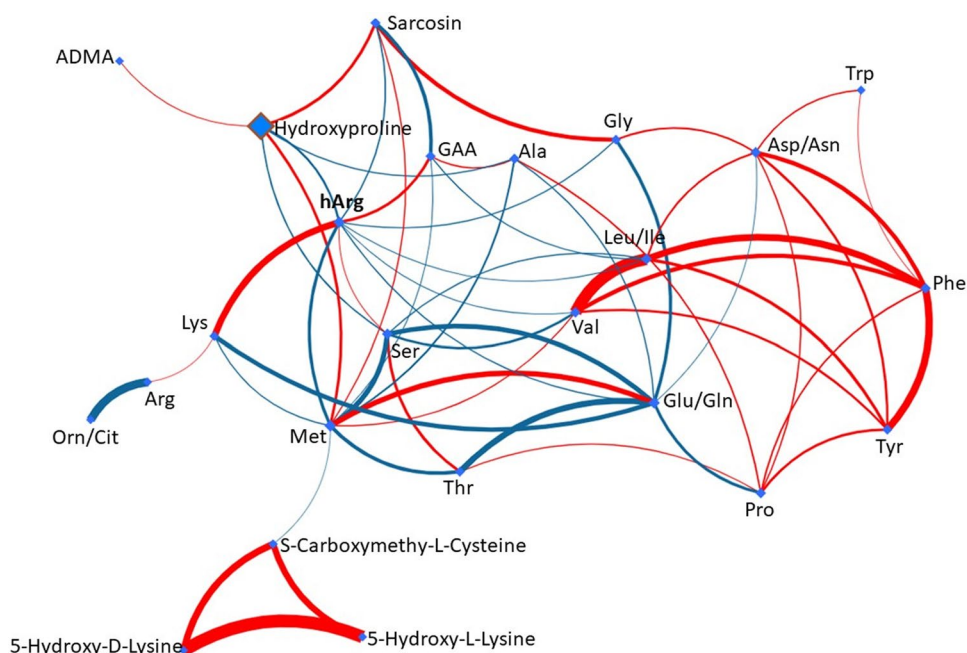 Sarcosin
ADMA
Trp
Hydroxyproline
Gly
Asp/Asn
GAA
Ala
hArg
Leu/Ile
Phe
Lys
Val
Ser
Arg
Glu/Gln
Orn/Cit
Met
Tyr
Thr
Pro
S-Carboxymethy-L-Cysteine
5-Hydroxy-D-Lysine
5-Hydroxy-L-Lysine